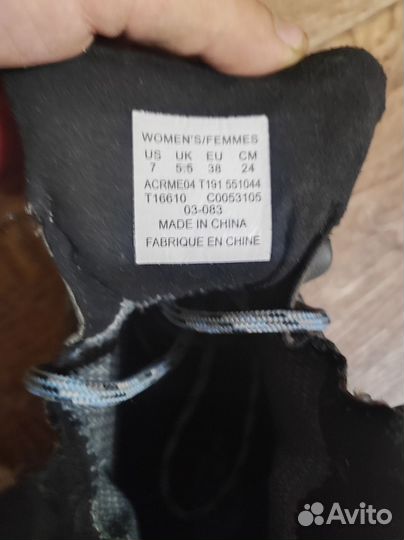 WOMEN'S/FEMMES
US UK EU CM
7 5.5 38 24
ACRME04 T191 551044
T16610 C0053105
03-083
MADE IN CHINA
FABRIQUE EN CHINE
Avito